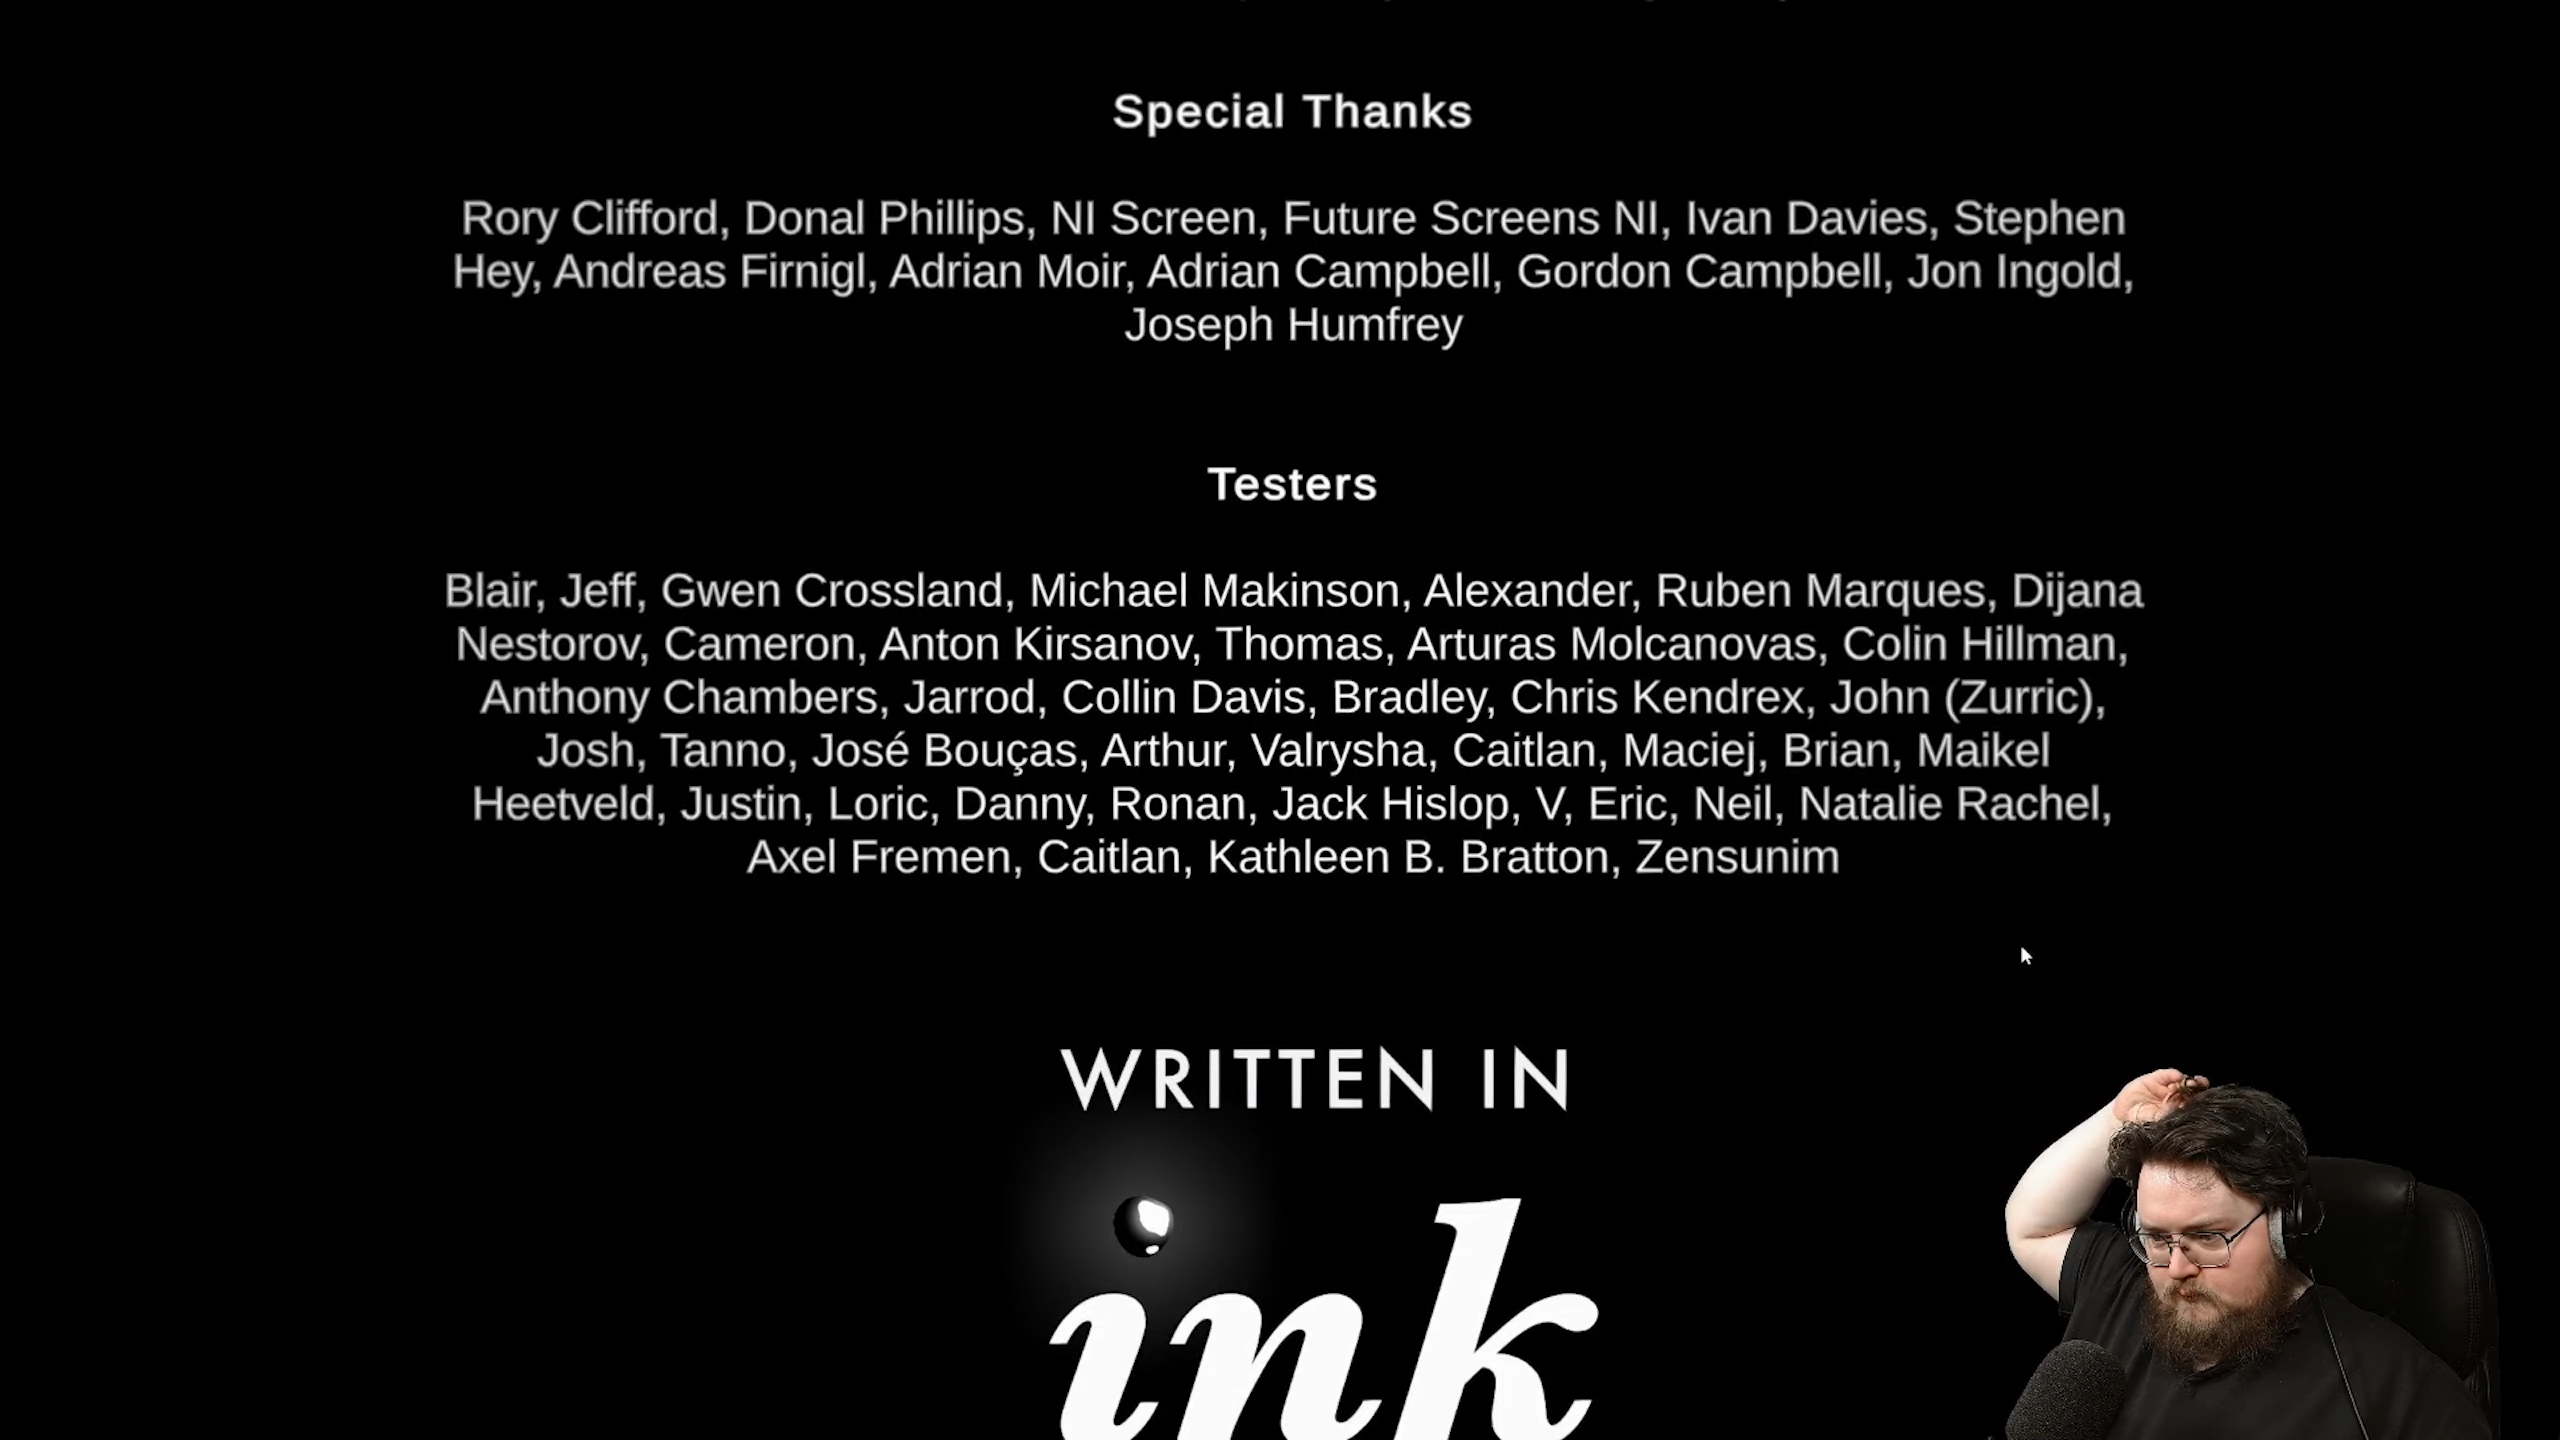 Special Thanks
Rory Clifford, Donal Phillips, NI Screen, Future Screens NI, Ivan Davies, Stephen
Hey, Andreas Firnigl, Adrian Moir, Adrian Campbell, Gordon Campbell, Jon Ingold,
Joseph Humfrey
Testers
Blair, Jeff, Gwen Crossland, Michael Makinson, Alexander, Ruben Marques, Dijana
Nestorov, Cameron, Anton Kirsanov, Thomas, Arturas Molcanovas, Colin Hillman,
Anthony Chambers, Jarrod, Collin Davis, Bradley, Chris Kendrex, John (Zurric),
Josh, Tanno, José Bouças, Arthur, Valrysha, Caitlan, Maciej, Brian, Maikel
Heetveld, Justin, Loric, Danny, Ronan, Jack Hislop, V, Eric, Neil, Natalie Rachel,
Axel Fremen, Caitlan, Kathleen B. Bratton, Zensunim
WRITTEN IN
ink